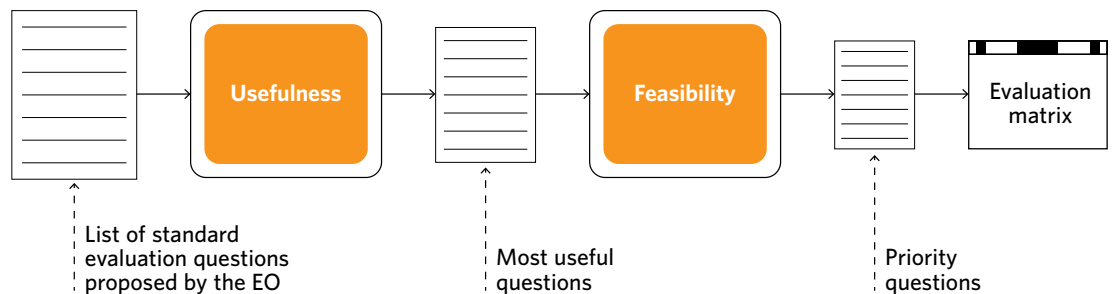 Usefulness
Feasibility
Evaluation
matrix
List of standard
evaluation questions
proposed by the EO
Most useful
questions
Priority
questions